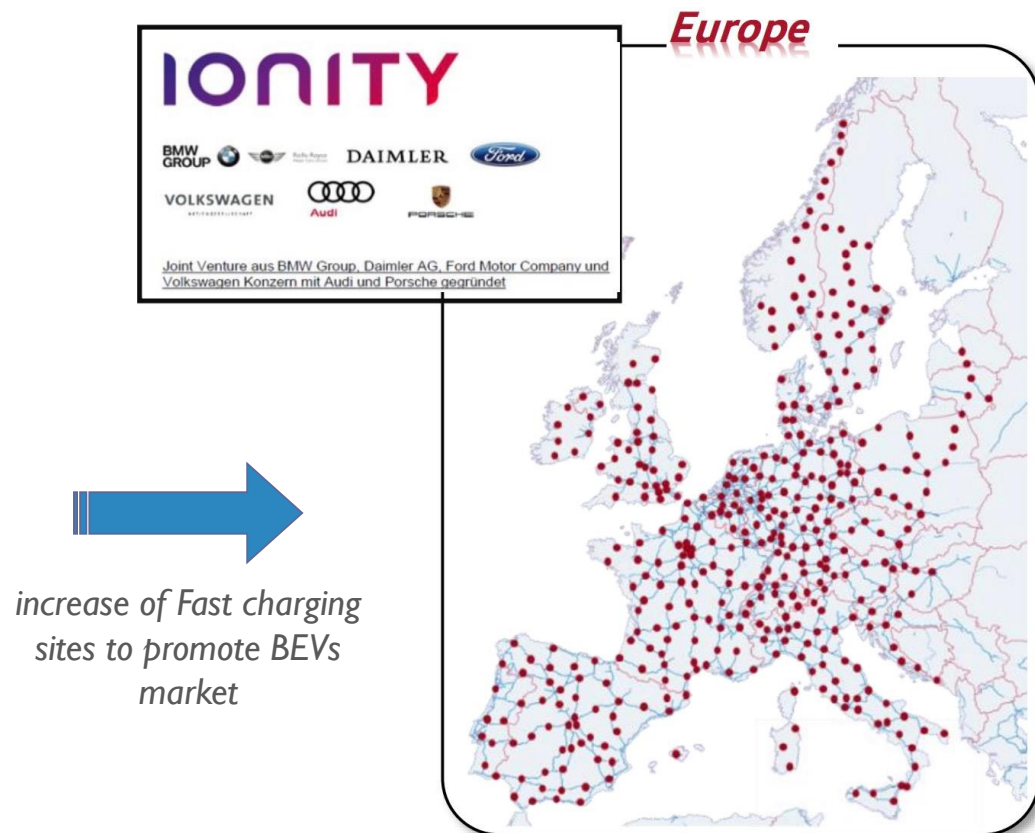 Europe
IONITY
BMW
GROUP
DAIMLER
Ford
VOLKSWAGEN
AKTIENGESELLSCHAFT
Audi
PORSCHE
Joint Venture aus BMW Group, Daimler AG, Ford Motor Company und
Volkswagen Konzern mit Audi und Porsche gegründet
increase of Fast charging
sites to promote BEVs
market